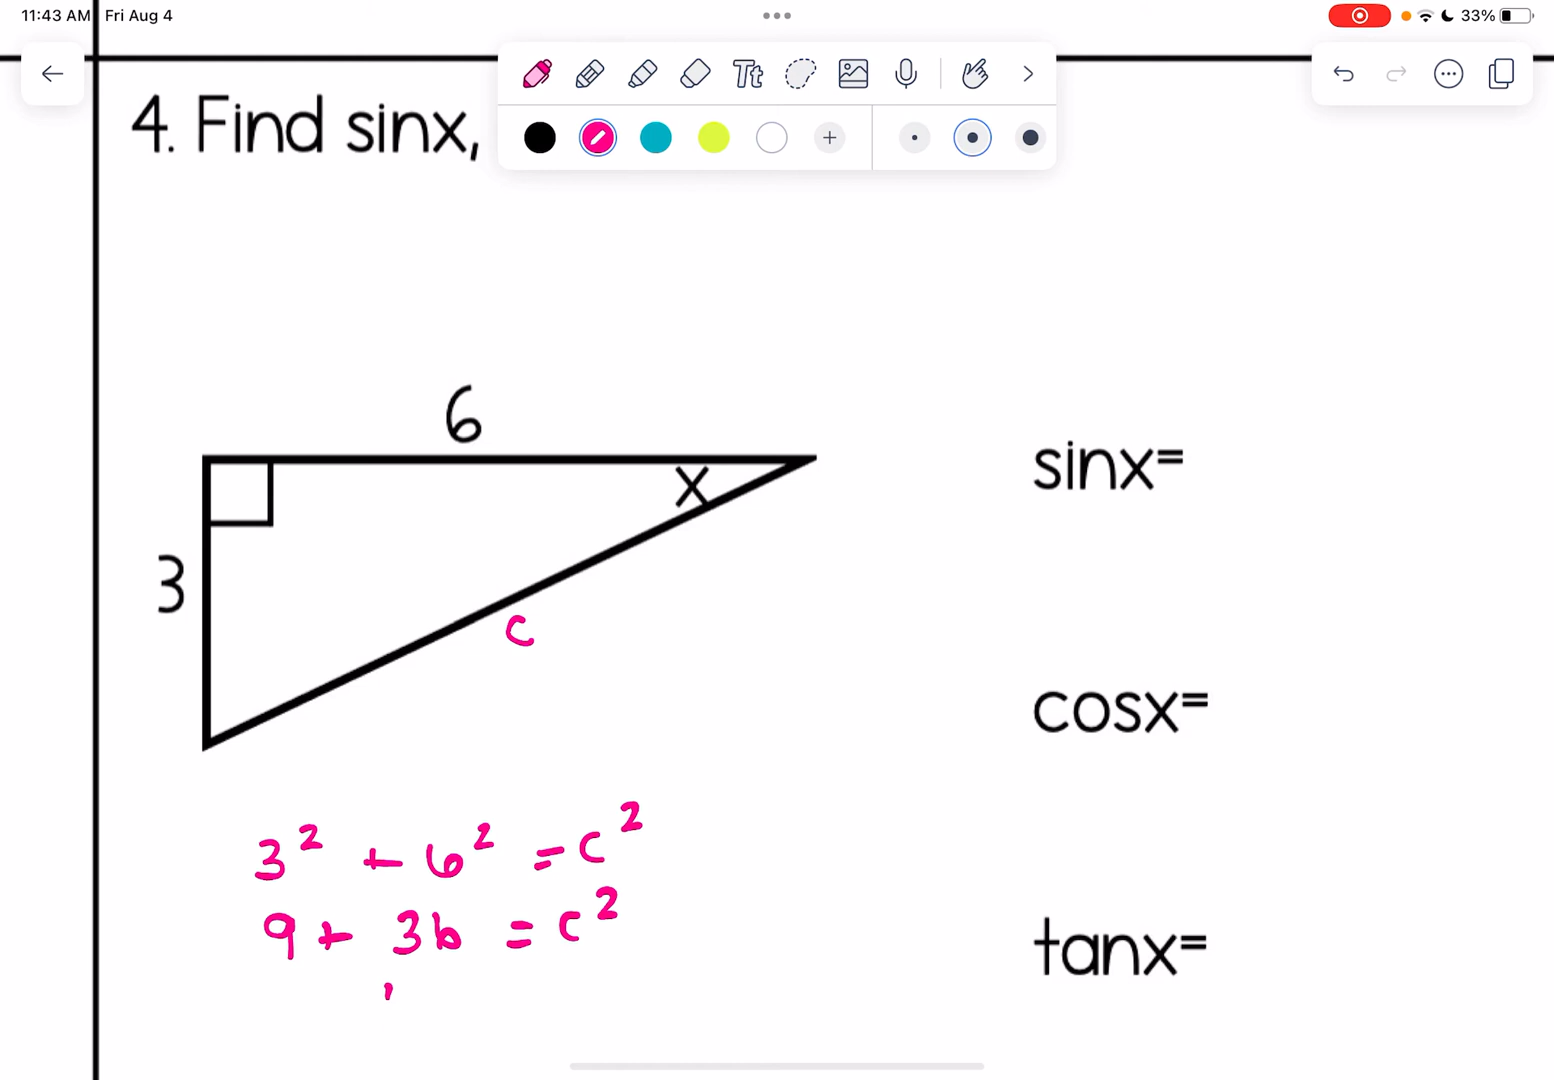 11:43 AM Fri Aug 4
33%
Tt
4. Find sinx,
6
x
sinx=
3
c
cosx=
3² + 6² = c²
9 + 36 = c²
tanx=